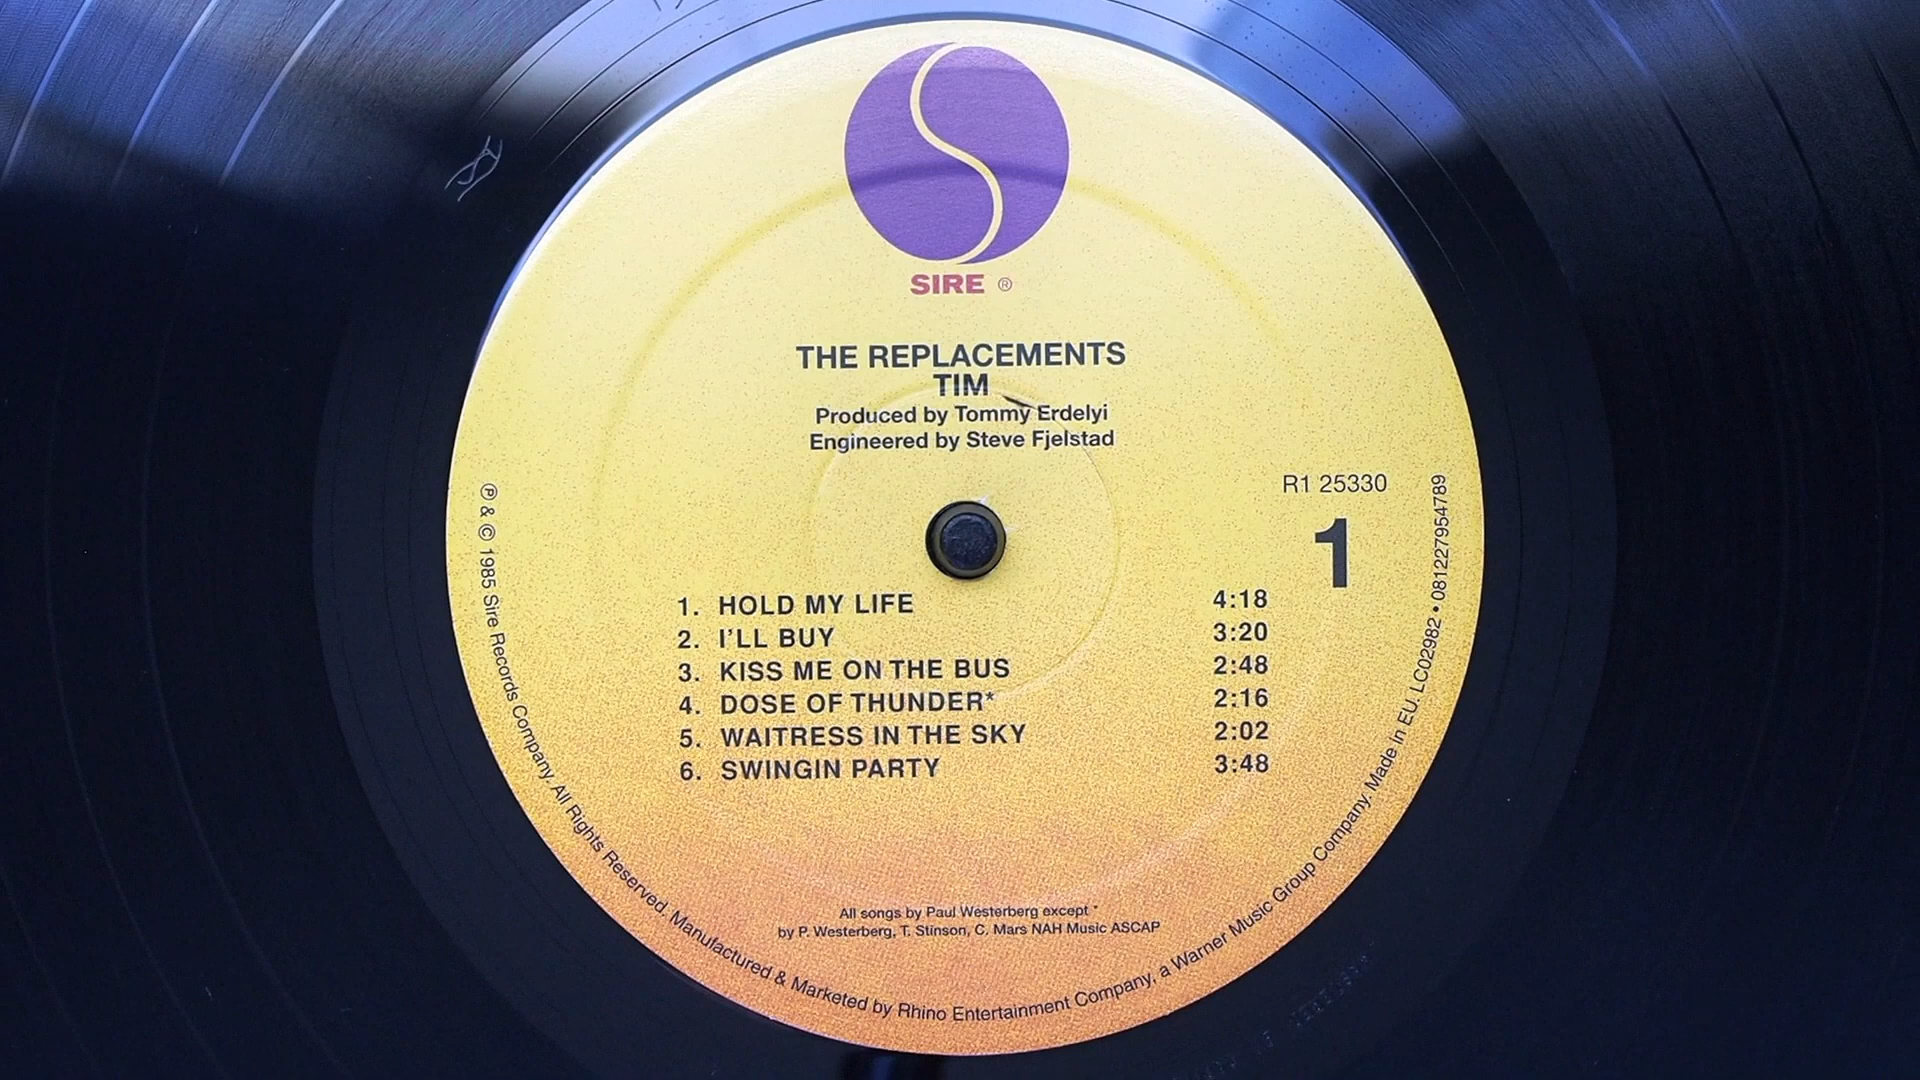 SIRE ®
THE REPLACEMENTS
TIM
Produced by Tommy Erdelyi
Engineered by Steve Fjelstad
R1 25330
1
1. HOLD MY LIFE 4:18
2. I'LL BUY 3:20
3. KISS ME ON THE BUS 2:48
4. DOSE OF THUNDER* 2:16
5. WAITRESS IN THE SKY 2:02
6. SWINGIN PARTY 3:48
All songs by Paul Westerberg except *
by P. Westerberg, T. Stinson, C. Mars NAH Music ASCAP
℗ & © 1985 Sire Records Company. All Rights Reserved. Manufactured & Marketed by Rhino Entertainment Company, a Warner Music Group Company. Made in EU. LC02982 • 081227954789